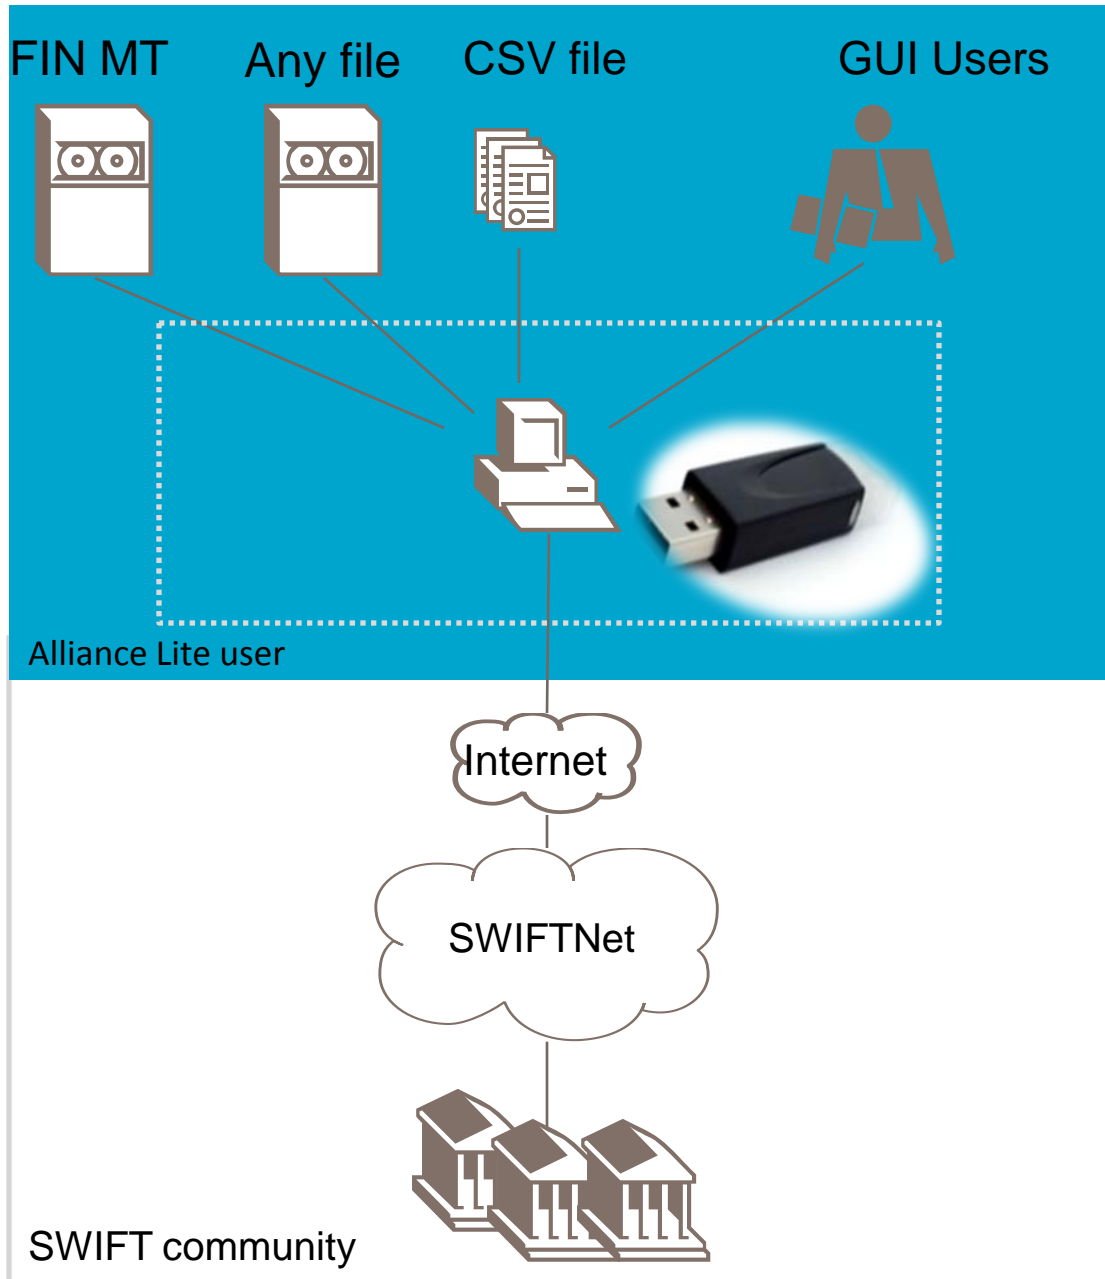 FIN MT
Any file
CSV file
GUI Users
Alliance Lite user
Internet
SWIFTNet
SWIFT community